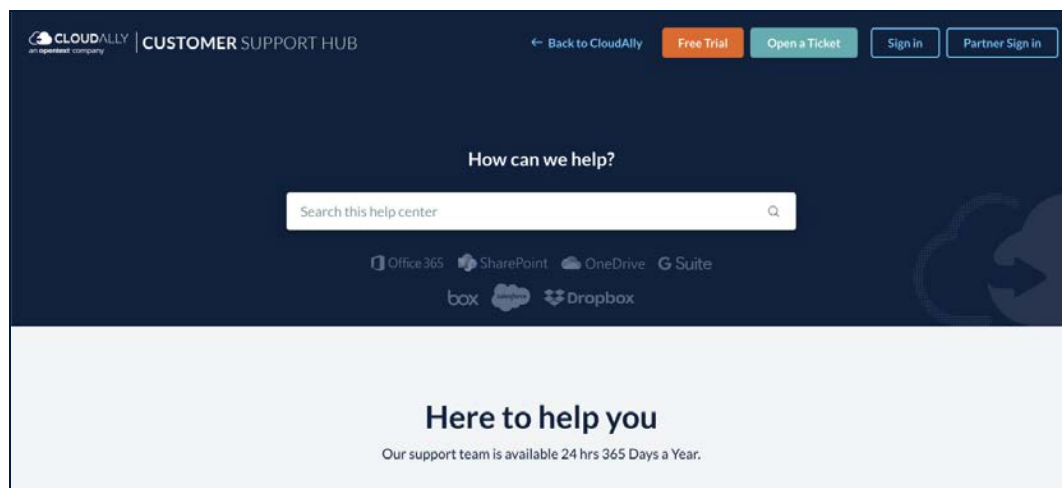 CLOUDALLY
an opentext company
CUSTOMER SUPPORT HUB
← Back to CloudAlly
Free Trial
Open a Ticket
Sign in
Partner Sign in
How can we help?
Search this help center
Office 365 SharePoint OneDrive G Suite
box salesforce Dropbox
Here to help you
Our support team is available 24 hrs 365 Days a Year.